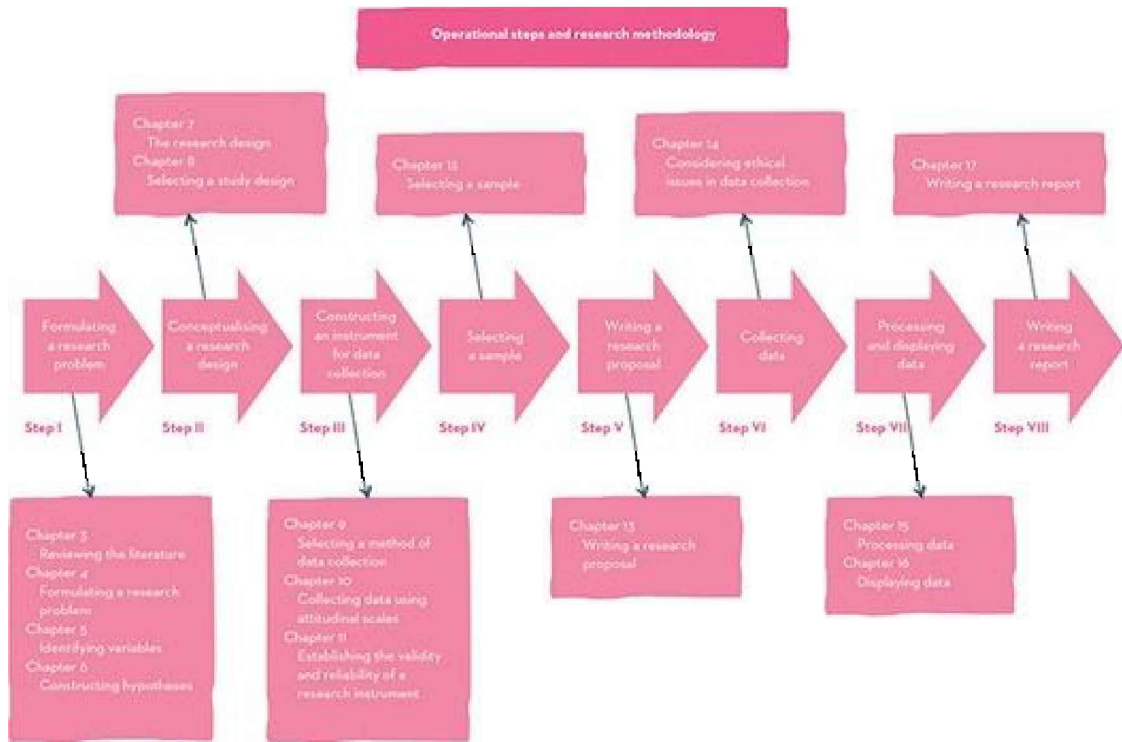 Operational steps and research methodology
Chapter 7
The research design
Chapter 8
Selecting a study design
Chapter 12
Selecting a sample
Chapter 14
Considering ethical
issues in data collection
Chapter 17
Writing a research report
Formulating
a research
problem
Conceptualising
a research
design
Constructing
an instrument
for data
collection
Selecting
a sample
Writing a
research
proposal
Collecting
data
Processing
and displaying
data
Writing
a research
report
Step I
Step II
Step III
Step IV
Step V
Step VI
Step VII
Step VIII
Chapter 3
Reviewing the literature
Chapter 4
Formulating a research
problem
Chapter 5
Identifying variables
Chapter 6
Constructing hypotheses
Chapter 9
Selecting a method of
data collection
Chapter 10
Collecting data using
attitudinal scales
Chapter 11
Establishing the validity
and reliability of a
research instrument
Chapter 13
Writing a research
proposal
Chapter 15
Processing data
Chapter 16
Displaying data